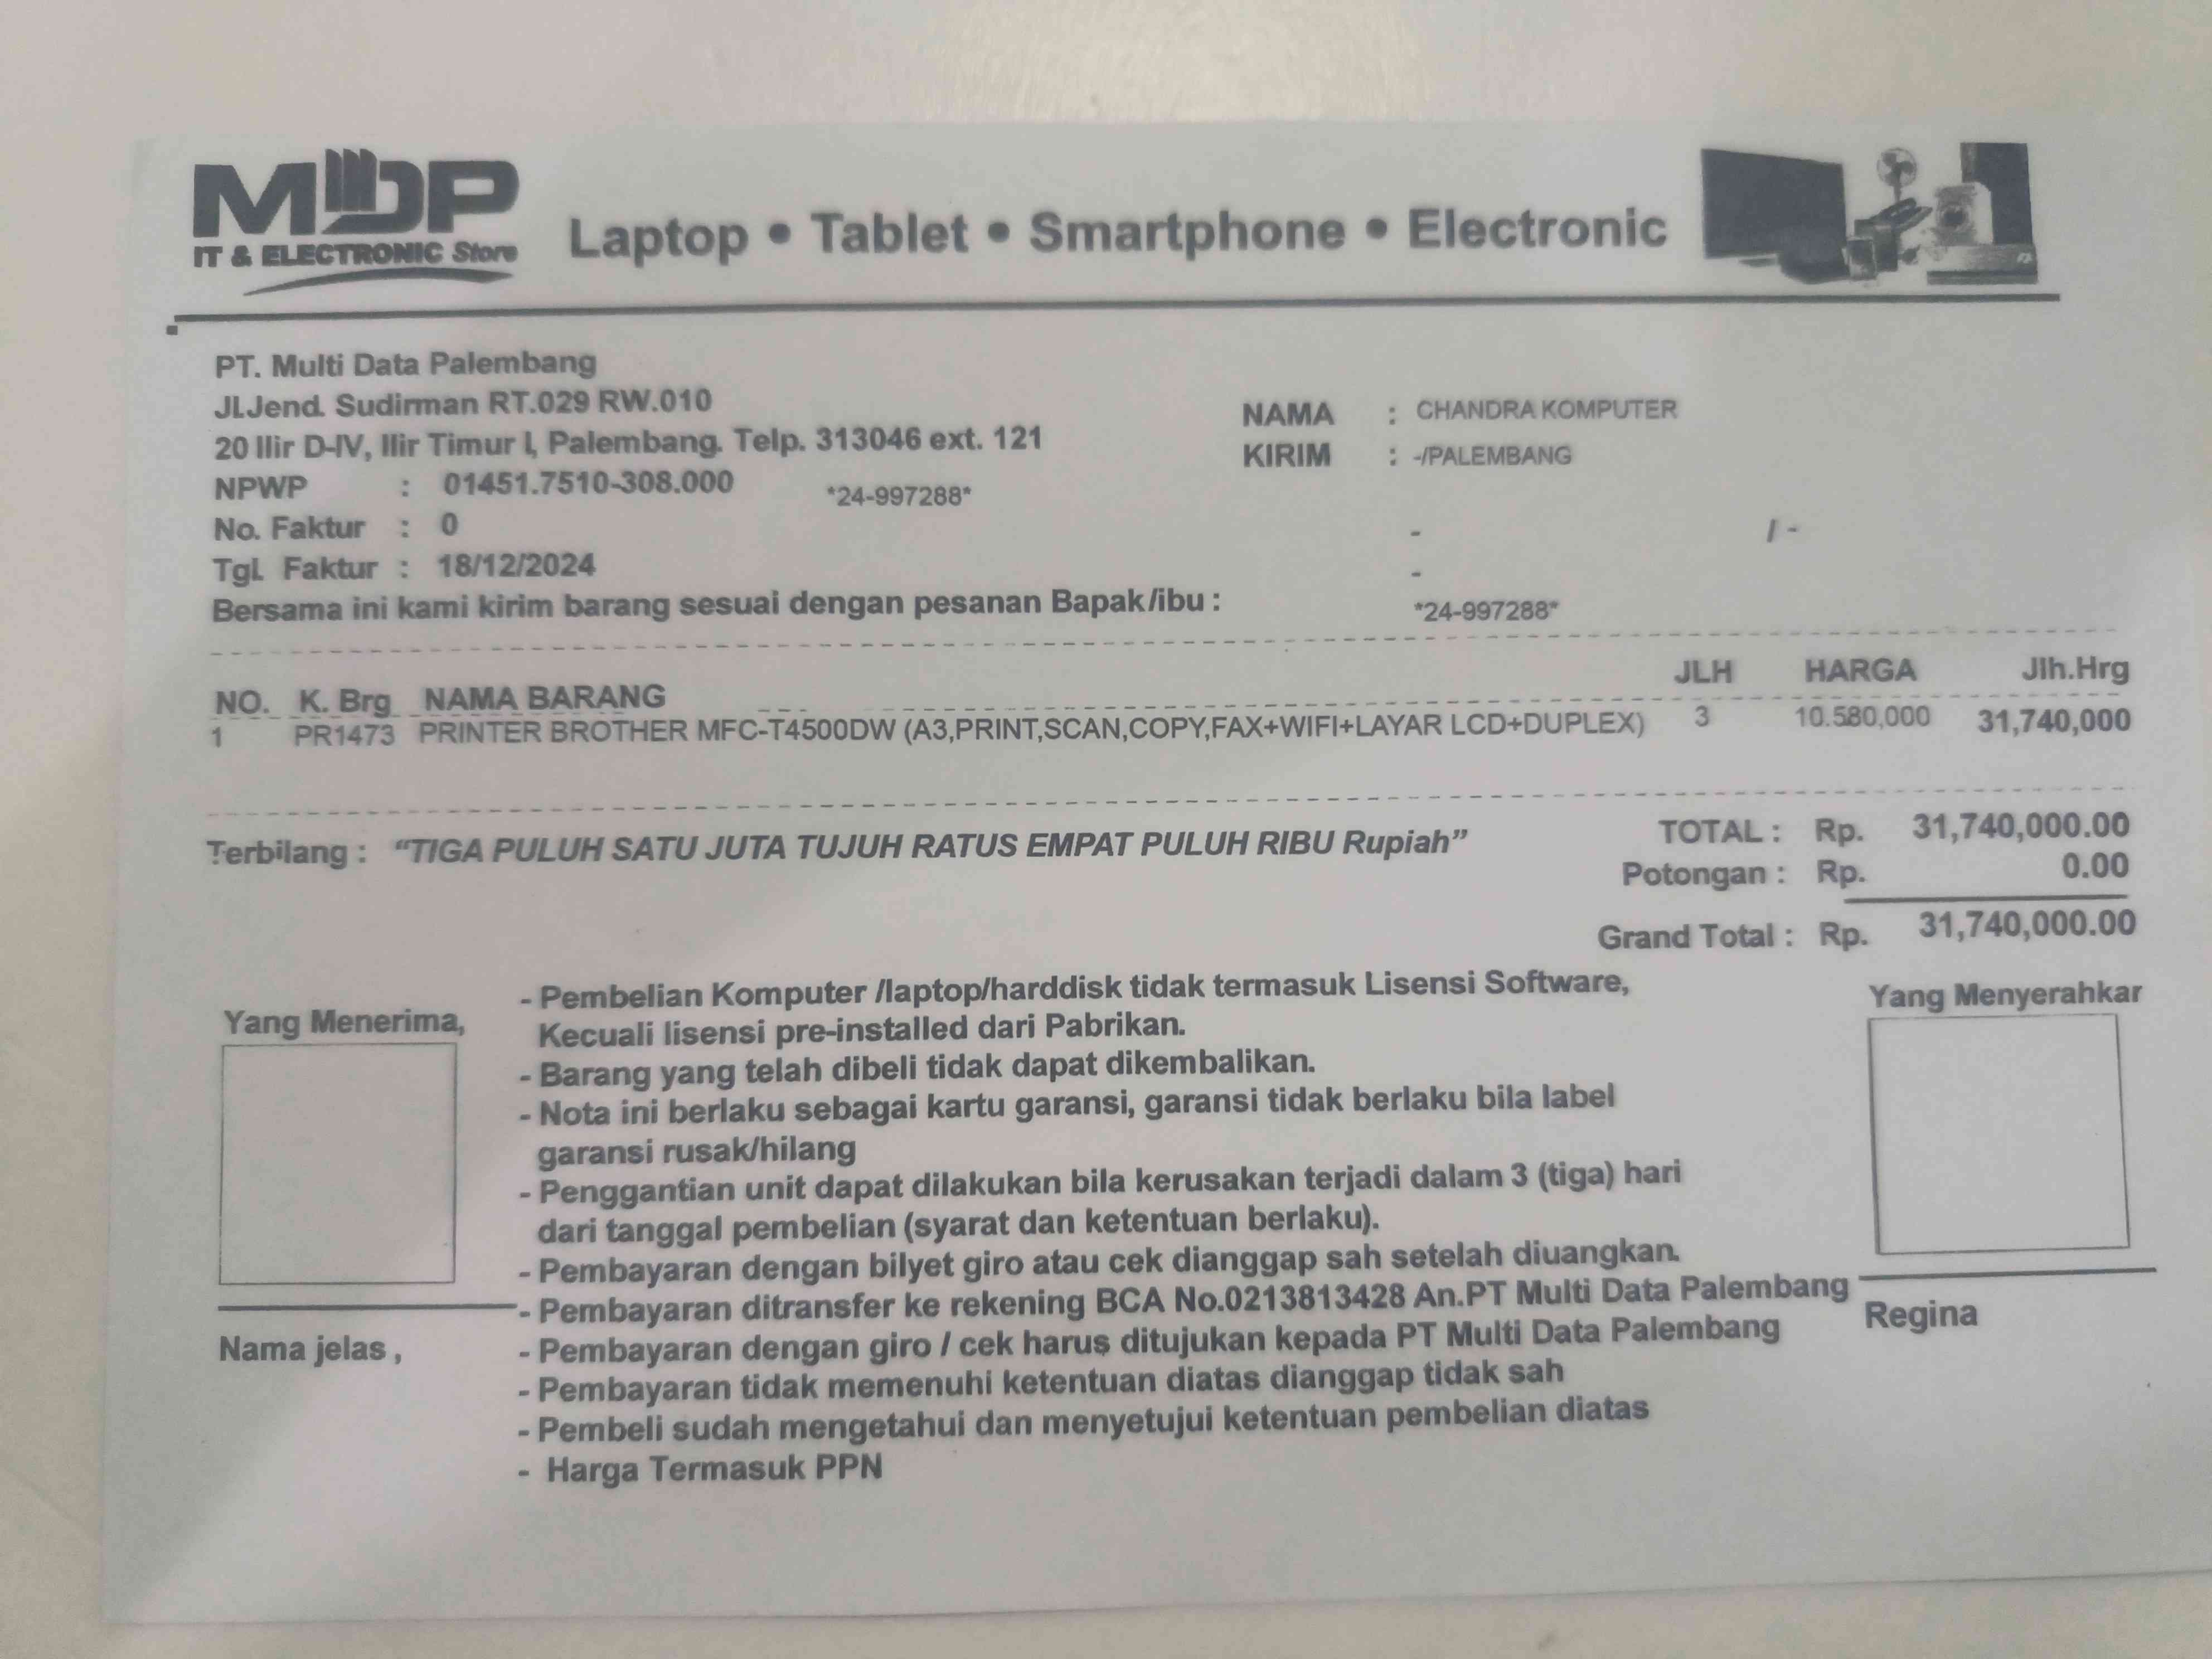 MDP
IT & ELECTRONIC Store
Laptop • Tablet • Smartphone • Electronic
PT. Multi Data Palembang
Jl.Jend. Sudirman RT.029 RW.010
20 Ilir D-IV, Ilir Timur I, Palembang. Telp. 313046 ext. 121
NPWP : 01451.7510-308.000 *24-997288*
No. Faktur : 0
Tgl. Faktur : 18/12/2024
Bersama ini kami kirim barang sesuai dengan pesanan Bapak/ibu :
NAMA : CHANDRA KOMPUTER
KIRIM : -/PALEMBANG
- / -
-
*24-997288*
NO. K. Brg NAMA BARANG JLH HARGA Jlh.Hrg
1 PR1473 PRINTER BROTHER MFC-T4500DW (A3,PRINT,SCAN,COPY,FAX+WIFI+LAYAR LCD+DUPLEX) 3 10.580,000 31,740,000
Terbilang : “TIGA PULUH SATU JUTA TUJUH RATUS EMPAT PULUH RIBU Rupiah”
TOTAL : Rp. 31,740,000.00
Potongan : Rp. 0.00
Grand Total : Rp. 31,740,000.00
Yang Menerima,
Nama jelas ,
- Pembelian Komputer /laptop/harddisk tidak termasuk Lisensi Software,
Kecuali lisensi pre-installed dari Pabrikan.
- Barang yang telah dibeli tidak dapat dikembalikan.
- Nota ini berlaku sebagai kartu garansi, garansi tidak berlaku bila label
garansi rusak/hilang
- Penggantian unit dapat dilakukan bila kerusakan terjadi dalam 3 (tiga) hari
dari tanggal pembelian (syarat dan ketentuan berlaku).
- Pembayaran dengan bilyet giro atau cek dianggap sah setelah diuangkan.
- Pembayaran ditransfer ke rekening BCA No.0213813428 An.PT Multi Data Palembang
- Pembayaran dengan giro / cek harus ditujukan kepada PT Multi Data Palembang
- Pembayaran tidak memenuhi ketentuan diatas dianggap tidak sah
- Pembeli sudah mengetahui dan menyetujui ketentuan pembelian diatas
- Harga Termasuk PPN
Yang Menyerahkar
Regina